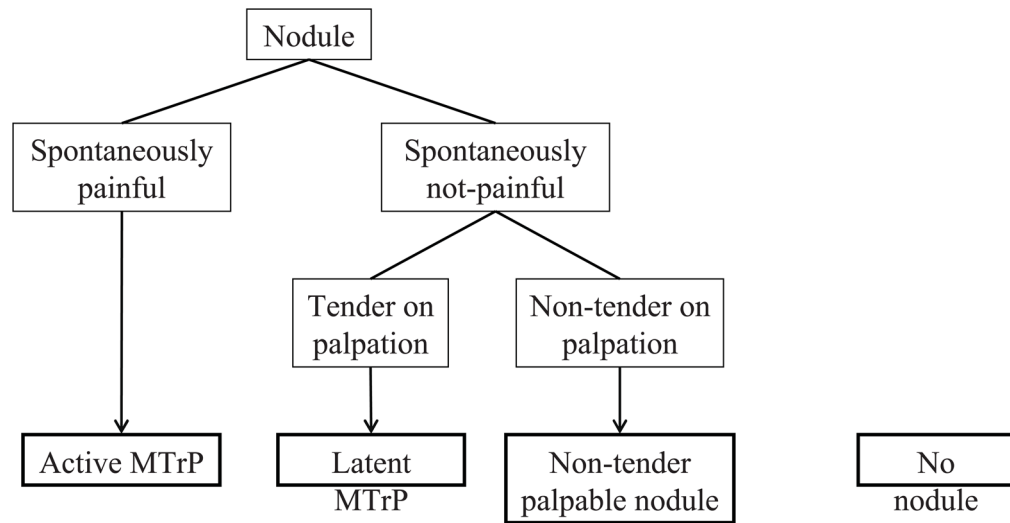 Nodule
Spontaneously
painful
Spontaneously
not-painful
Tender on
palpation
Non-tender on
palpation
Active MTrP
Latent
MTrP
Non-tender
palpable nodule
No
nodule